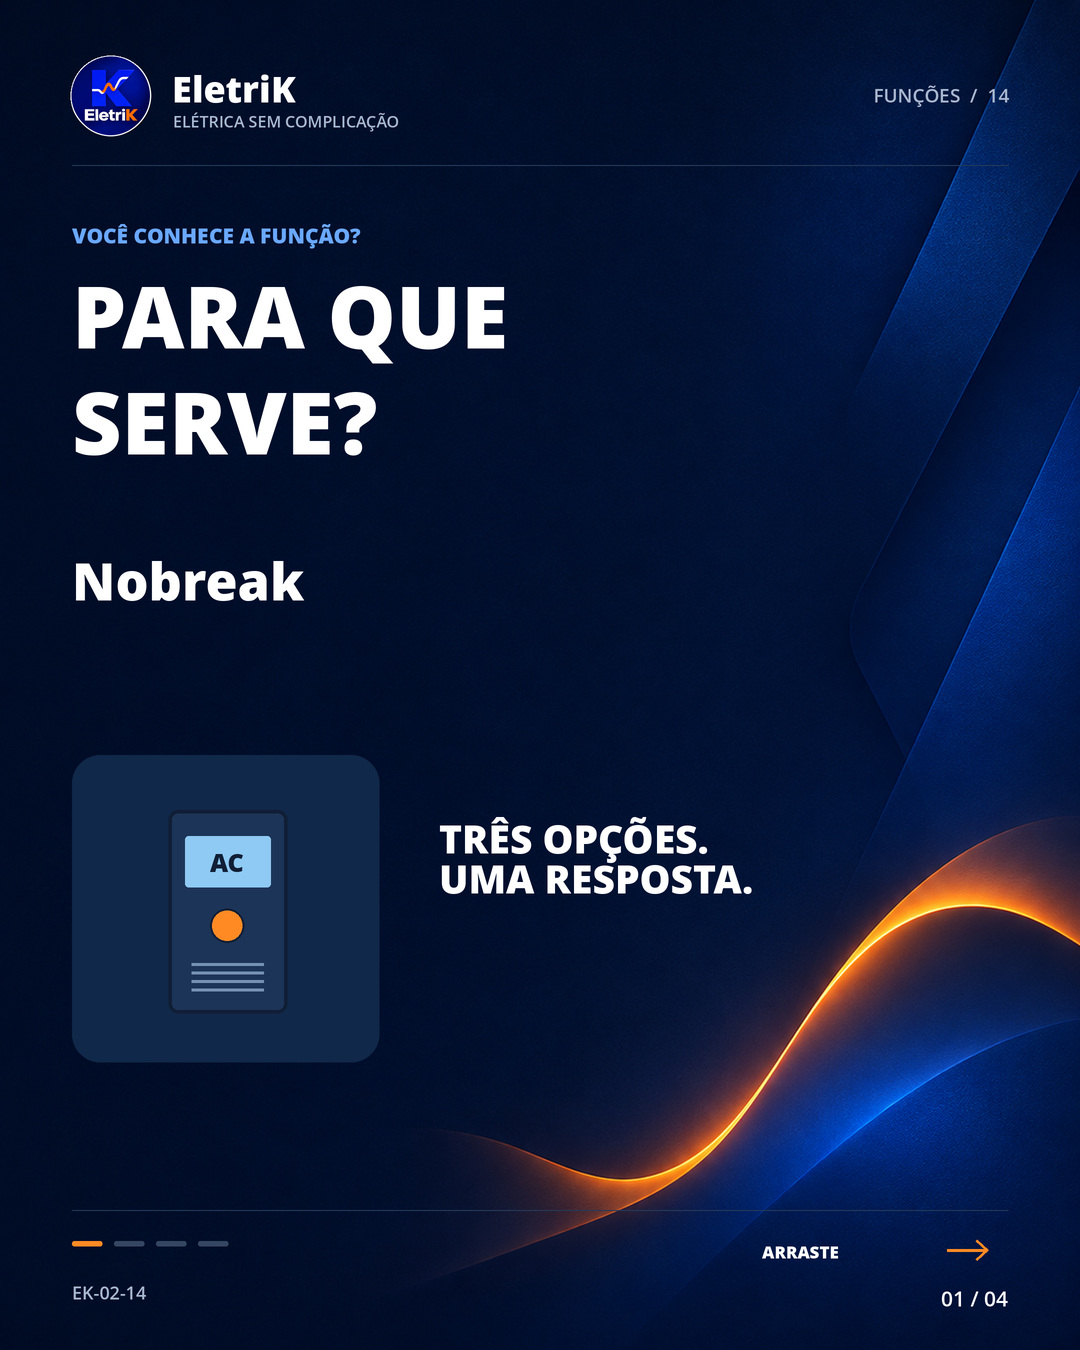 EletriK
EletriK
ELÉTRICA SEM COMPLICAÇÃO
FUNÇÕES / 14
VOCÊ CONHECE A FUNÇÃO?
PARA QUE
SERVE?
Nobreak
AC
TRÊS OPÇÕES.
UMA RESPOSTA.
ARRASTE
EK-02-14
01 / 04